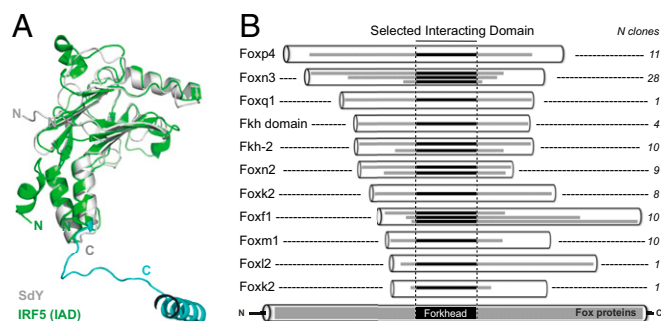 A
N
N
N
C
C
SdY
IRF5 (IAD)
B
Selected Interacting Domain
N clones
Foxp4 11
Foxn3 28
Foxq1 1
Fkh domain 4
Fkh-2 10
Foxn2 9
Foxk2 8
Foxf1 10
Foxm1 10
Foxl2 1
Foxk2 1
N Forkhead Fox proteins C